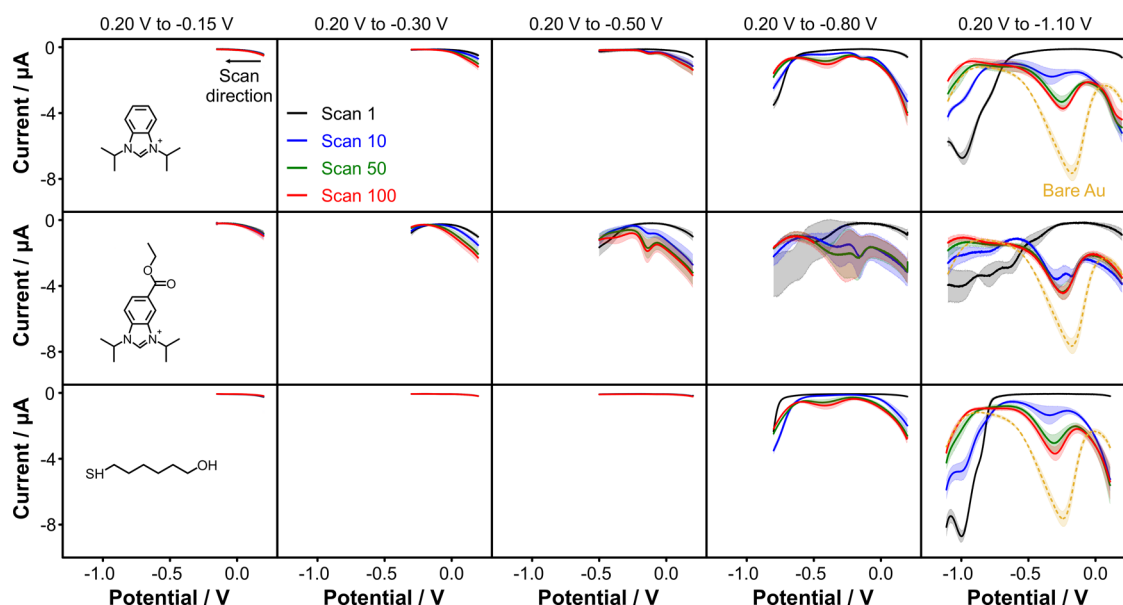 0.20 V to -0.15 V
0.20 V to -0.30 V
0.20 V to -0.50 V
0.20 V to -0.80 V
0.20 V to -1.10 V
Current / µA
0
-4
-8
Scan
direction
N
N
+
Scan 1
Scan 10
Scan 50
Scan 100
Bare Au
Current / µA
0
-4
-8
O
O
N
N
+
Current / µA
0
-4
-8
SH
OH
-1.0
-0.5
0.0
-1.0
-0.5
0.0
-1.0
-0.5
0.0
-1.0
-0.5
0.0
-1.0
-0.5
0.0
Potential / V
Potential / V
Potential / V
Potential / V
Potential / V